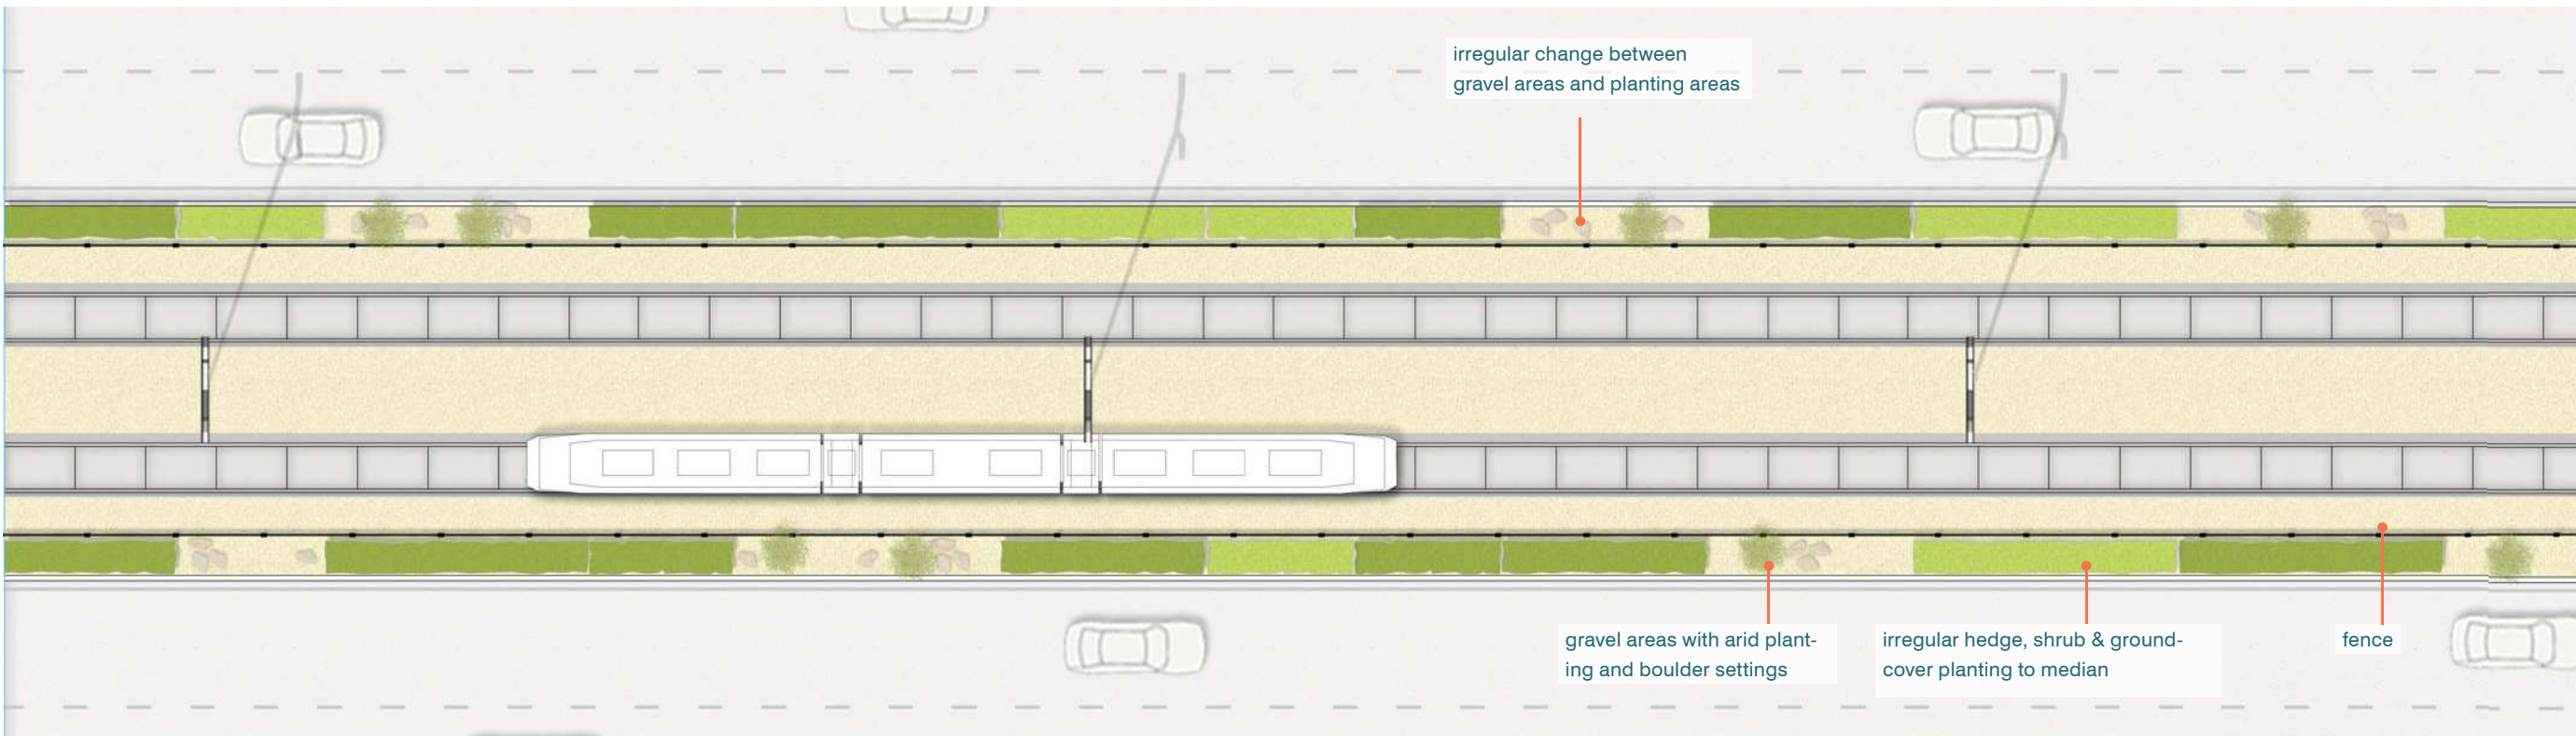 irregular change between
gravel areas and planting areas
gravel areas with arid plant-
ing and boulder settings
irregular hedge, shrub & ground-
cover planting to median
fence